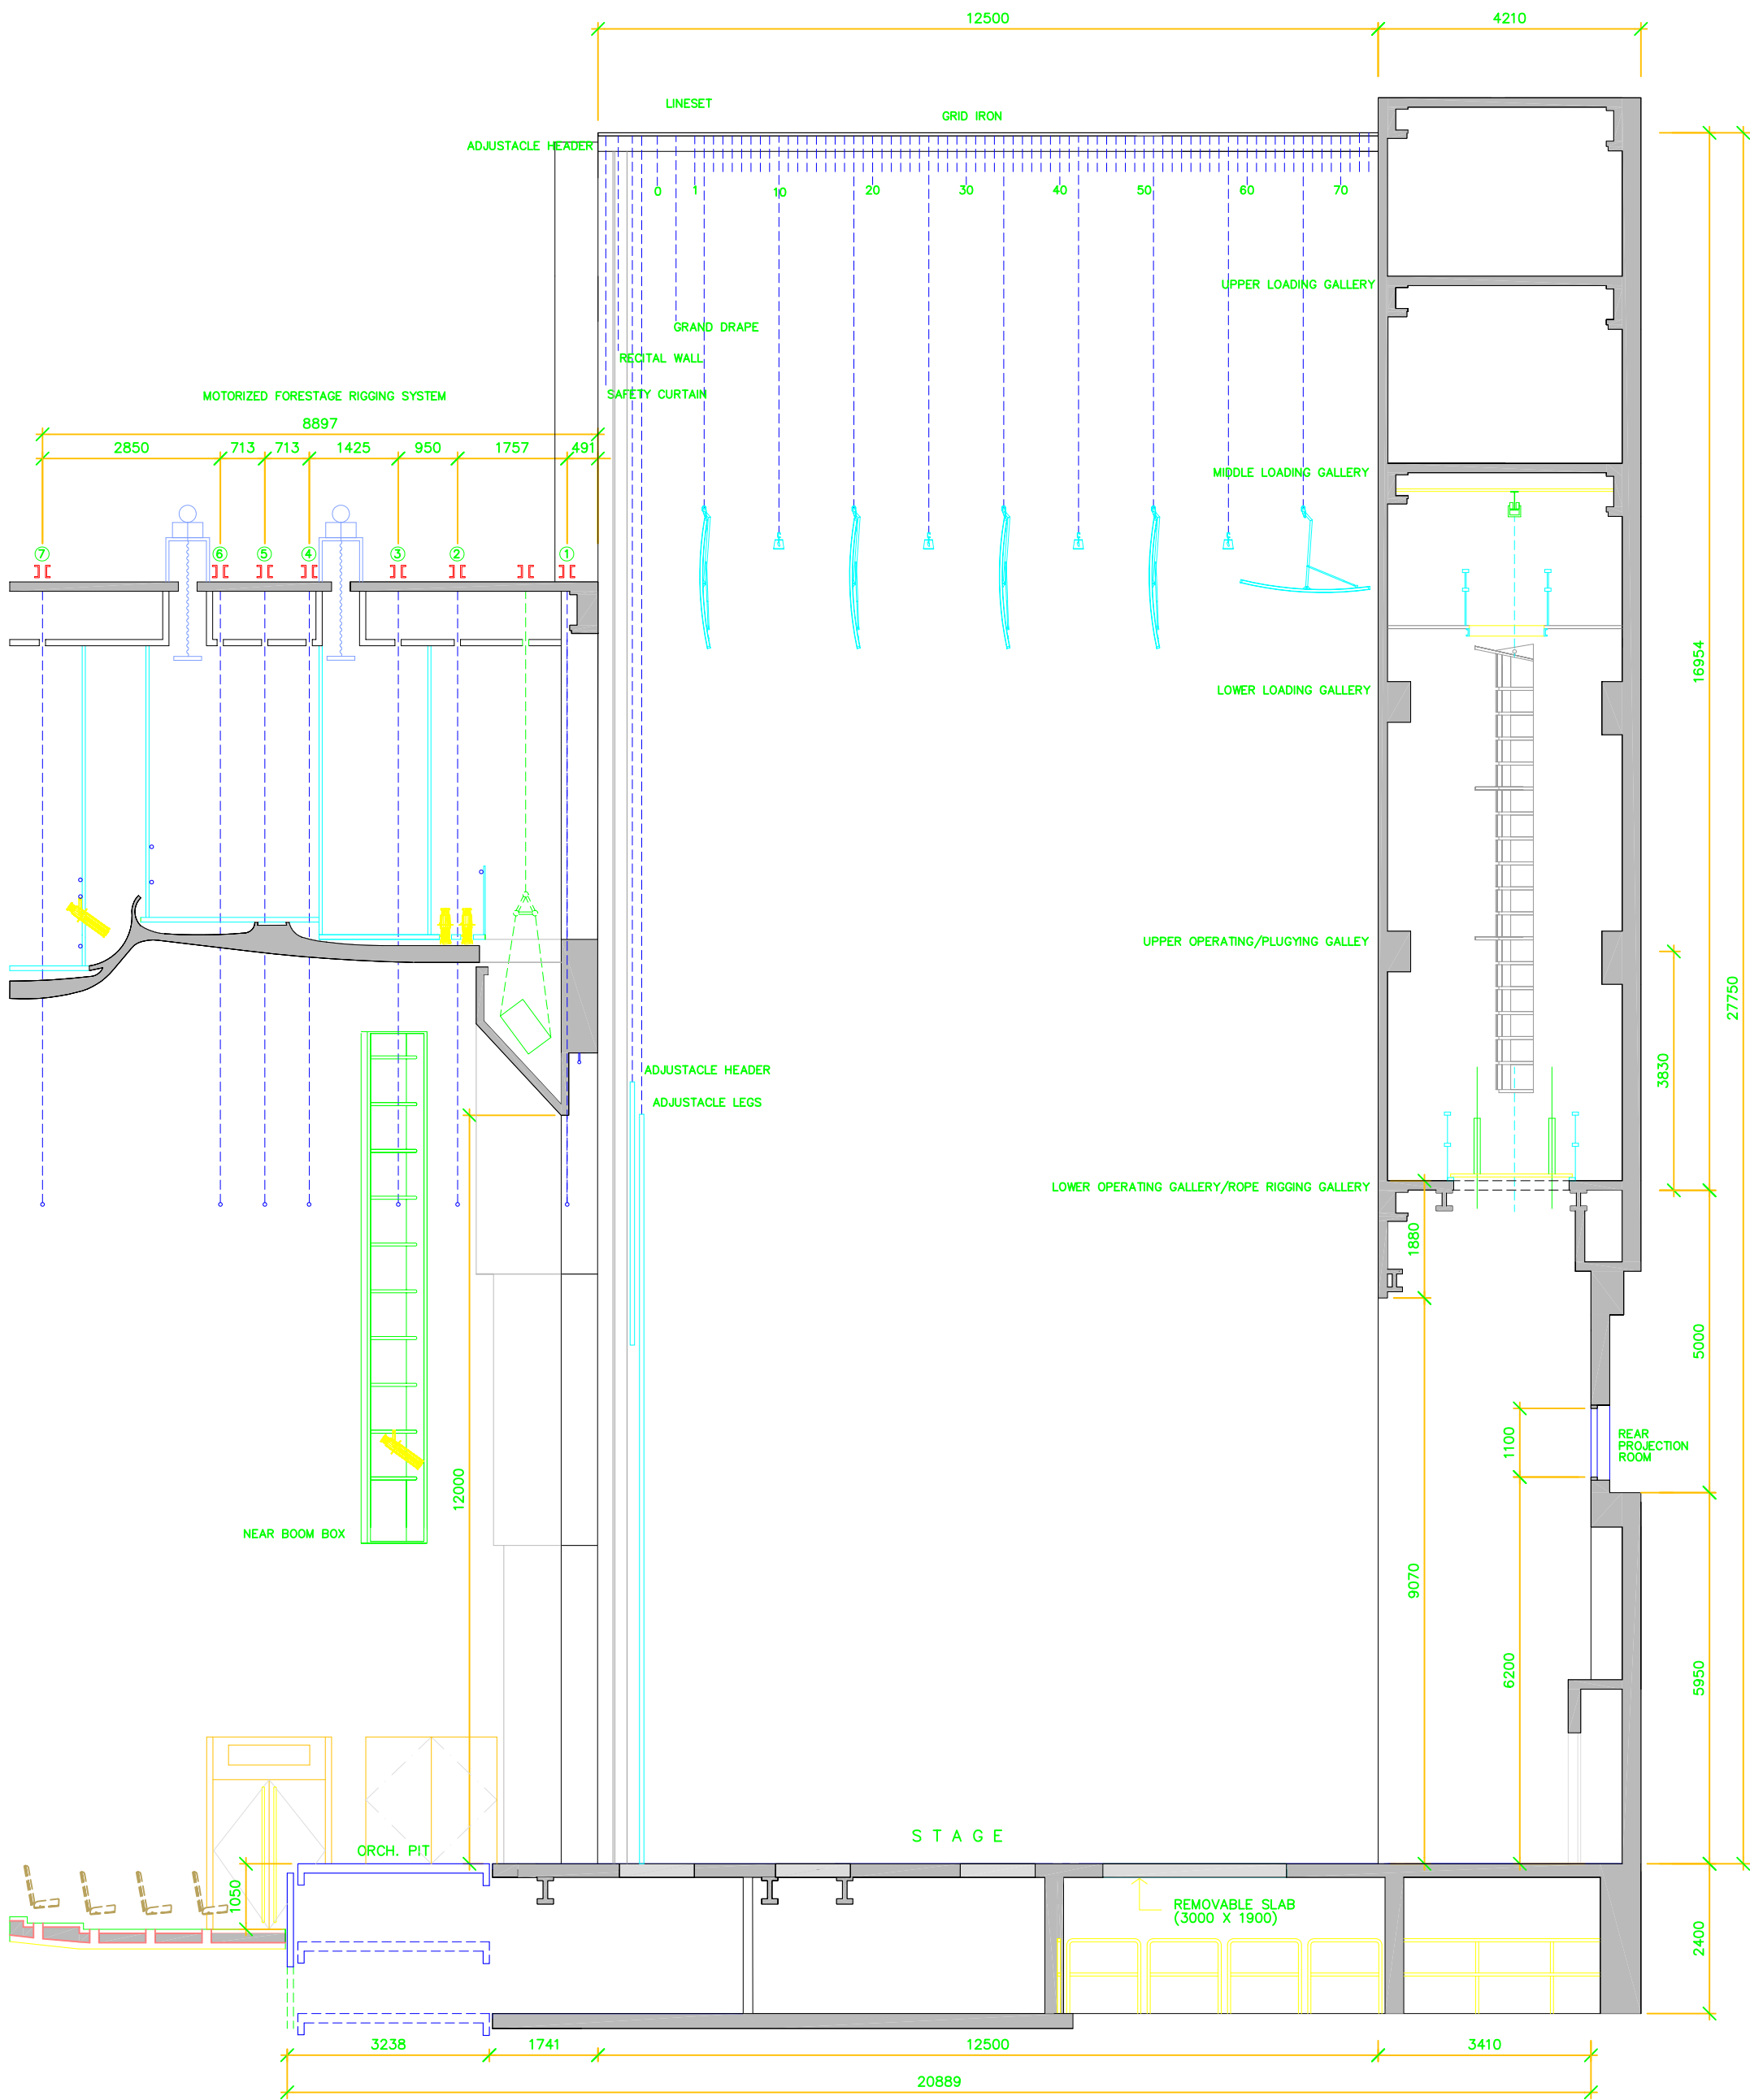 12500 4210
LINESET
GRID IRON
ADJUSTACLE HEADER
0 1 10 20 30 40 50 60 70
UPPER LOADING GALLERY
GRAND DRAPE
RECITAL WALL
SAFETY CURTAIN
MOTORIZED FORESTAGE RIGGING SYSTEM
8897
2850 713 713 1425 950 1757 491
MIDDLE LOADING GALLERY
7 6 5 4 3 2 1
16954
LOWER LOADING GALLERY
UPPER OPERATING/PLUGYING GALLEY
27750
3830
ADJUSTACLE HEADER
ADJUSTACLE LEGS
LOWER OPERATING GALLERY/ROPE RIGGING GALLERY
1880
5000
1100
REAR
PROJECTION
ROOM
12000
NEAR BOOM BOX
9070
6200
5950
STAGE
ORCH. PIT
1050
REMOVABLE SLAB
(3000 X 1900)
2400
3238 1741 12500 3410
20889